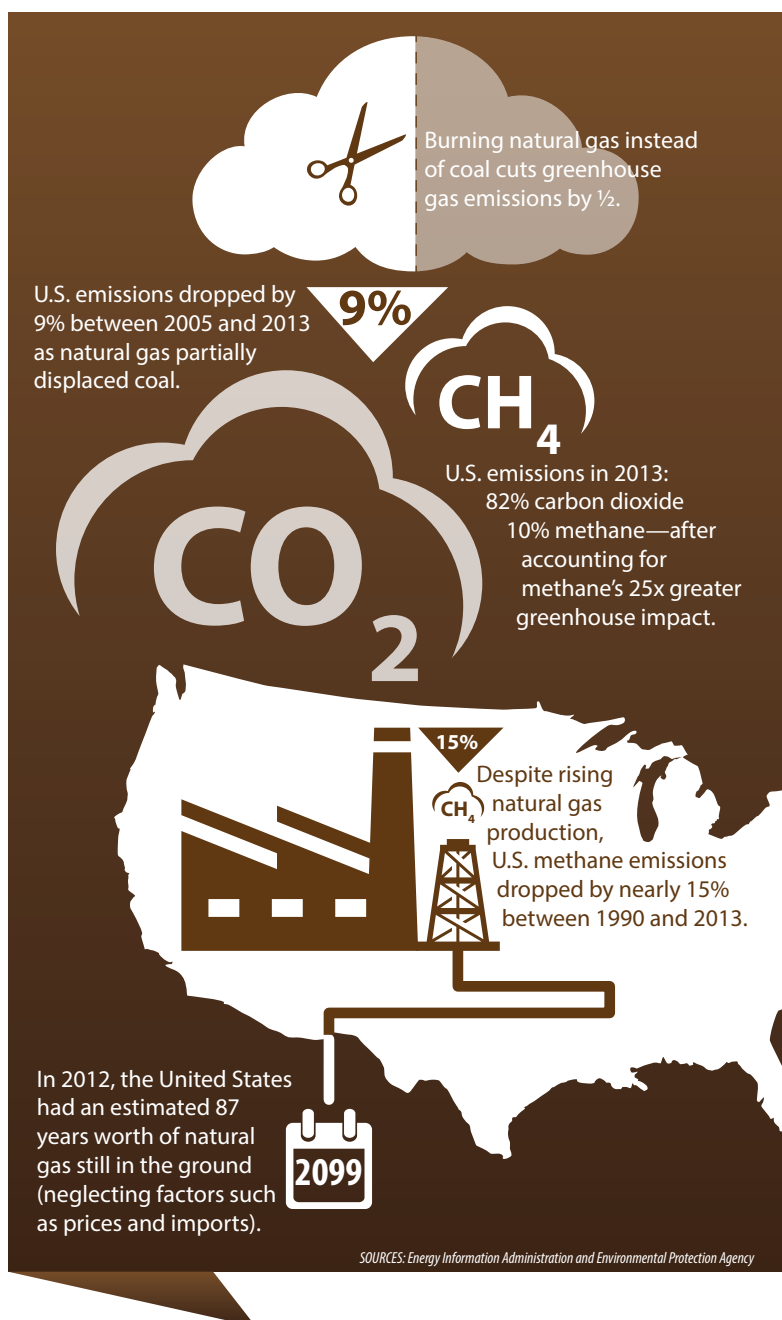 Burning natural gas instead
of coal cuts greenhouse
gas emissions by ½.
U.S. emissions dropped by
9% between 2005 and 2013
as natural gas partially
displaced coal.
9%
CH4
CO2
U.S. emissions in 2013:
82% carbon dioxide
10% methane—after
accounting for
methane's 25x greater
greenhouse impact.
15%
CH4
Despite rising
natural gas
production,
U.S. methane emissions
dropped by nearly 15%
between 1990 and 2013.
In 2012, the United States
had an estimated 87
years worth of natural
gas still in the ground
(neglecting factors such
as prices and imports).
2099
SOURCES: Energy Information Administration and Environmental Protection Agency